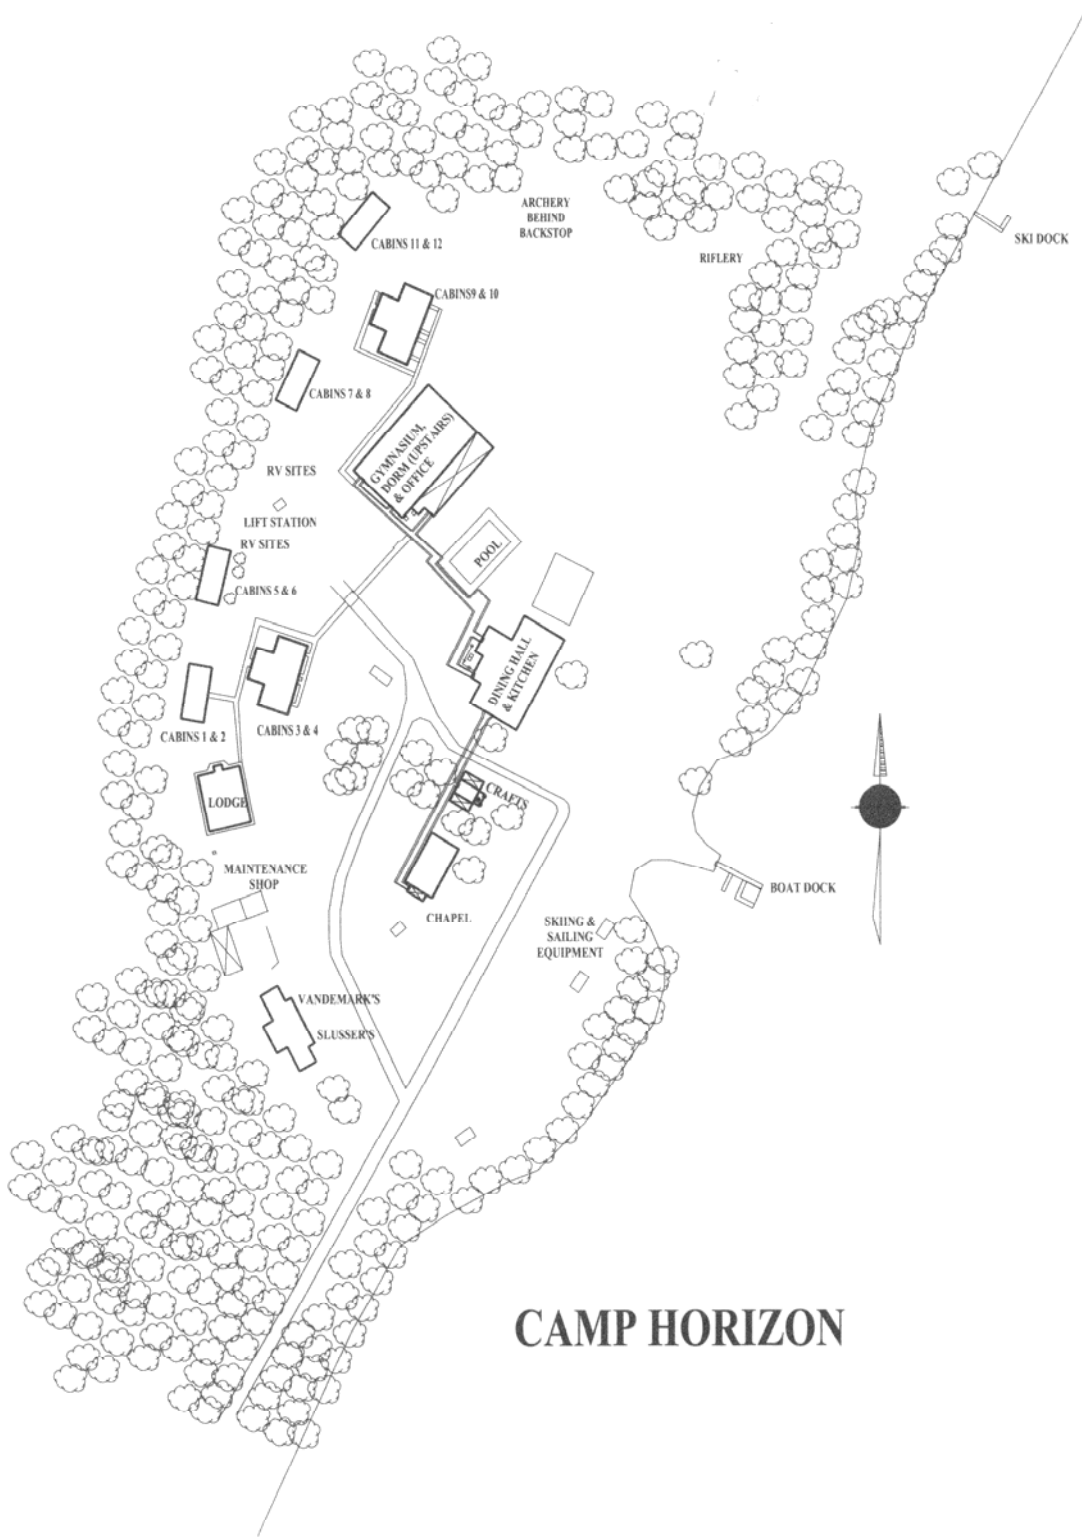 ARCHERY
BEHIND
BACKSTOP
CABINS 11 & 12
SKI DOCK
RIFLERY
CABINS9 & 10
CABINS 7 & 8
GYMNASIUM,
DORM (UPSTAIRS)
& OFFICE
RV SITES
LIFT STATION
RV SITES
POOL
CABINS 5 & 6
DINING HALL
& KITCHEN
CABINS 3 & 4
CABINS 1 & 2
LODGE
CRAFTS
MAINTENANCE
SHOP
BOAT DOCK
CHAPEL
SKIING &
SAILING
EQUIPMENT
VANDEMARK'S
SLUSSER'S
CAMP HORIZON